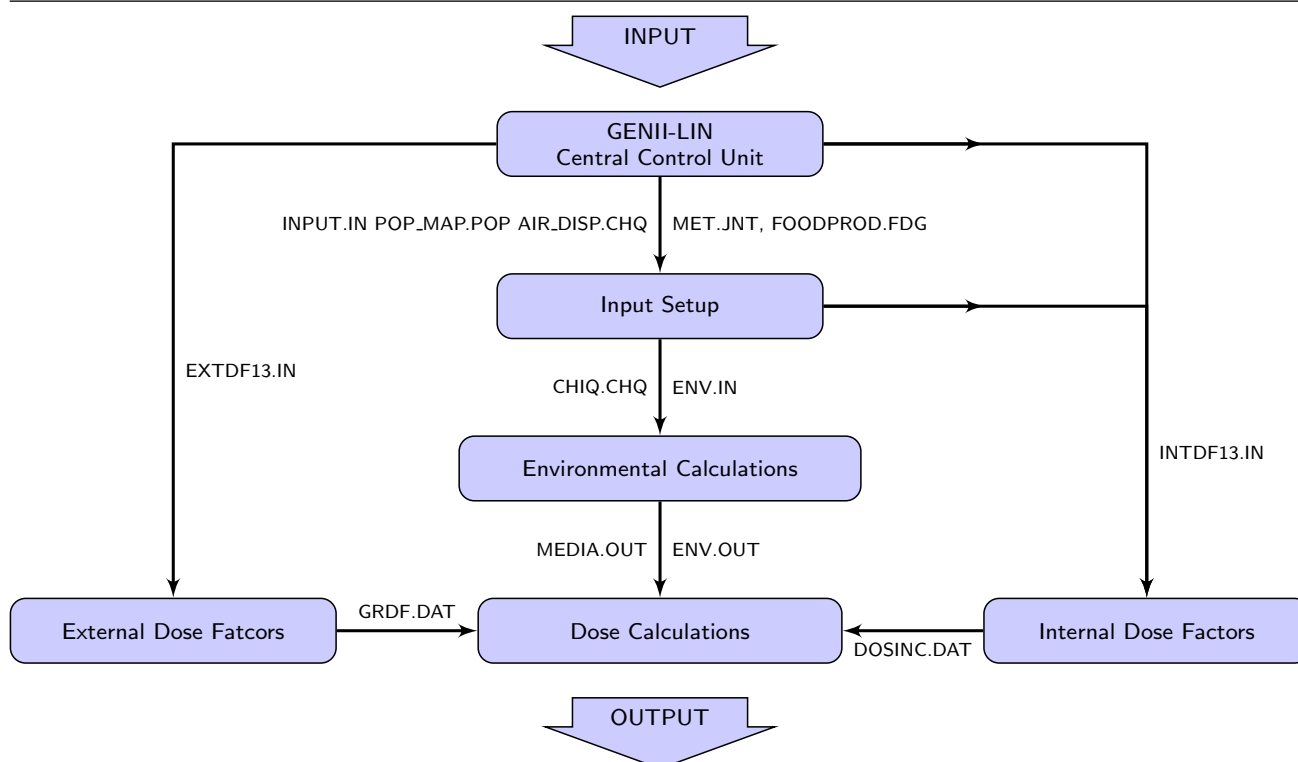 INPUT
GENII-LIN
Central Control Unit
INPUT.IN POP_MAP.POP AIR_DISP.CHQ
MET.JNT, FOODPROD.FDG
Input Setup
EXTDF13.IN
CHIQ.CHQ
ENV.IN
Environmental Calculations
INTDF13.IN
MEDIA.OUT
ENV.OUT
External Dose Fatcors
GRDF.DAT
Dose Calculations
DOSINC.DAT
Internal Dose Factors
OUTPUT